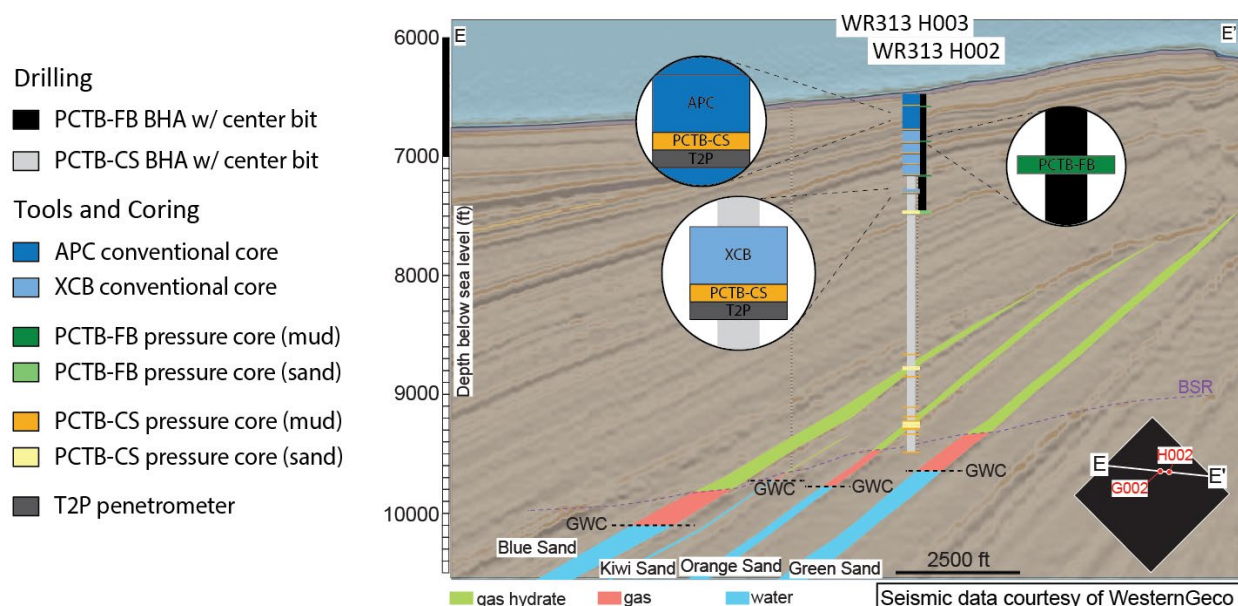 Drilling
PCTB-FB BHA w/ center bit
PCTB-CS BHA w/ center bit
Tools and Coring
APC conventional core
XCB conventional core
PCTB-FB pressure core (mud)
PCTB-FB pressure core (sand)
PCTB-CS pressure core (mud)
PCTB-CS pressure core (sand)
T2P penetrometer
WR313 H003
WR313 H002
E
E'
6000
7000
8000
9000
10000
Depth below sea level (ft)
APC
PCTB-CS
T2P
XCB
PCTB-CS
T2P
PCTB-FB
BSR
GWC
GWC
GWC
GWC
Blue Sand
Kiwi Sand
Orange Sand
Green Sand
2500 ft
E
H002
G002
E'
gas hydrate
gas
water
Seismic data courtesy of WesternGeco